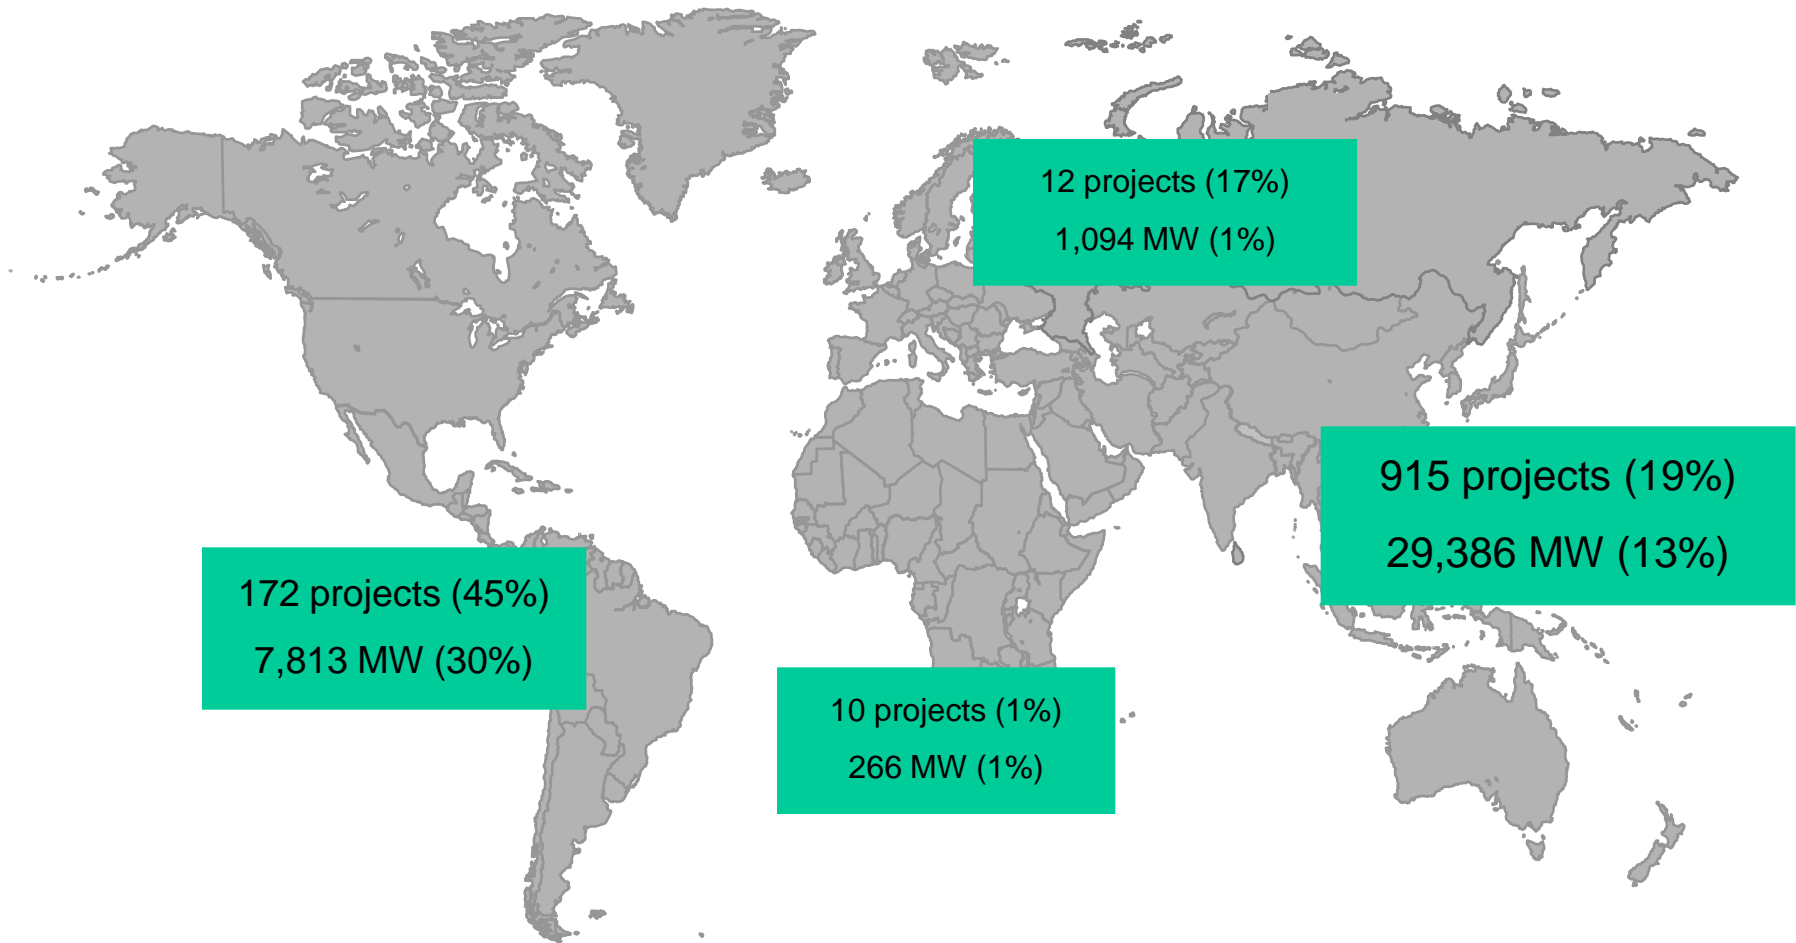 12 projects (17%)
1,094 MW (1%)
915 projects (19%)
29,386 MW (13%)
172 projects (45%)
7,813 MW (30%)
10 projects (1%)
266 MW (1%)